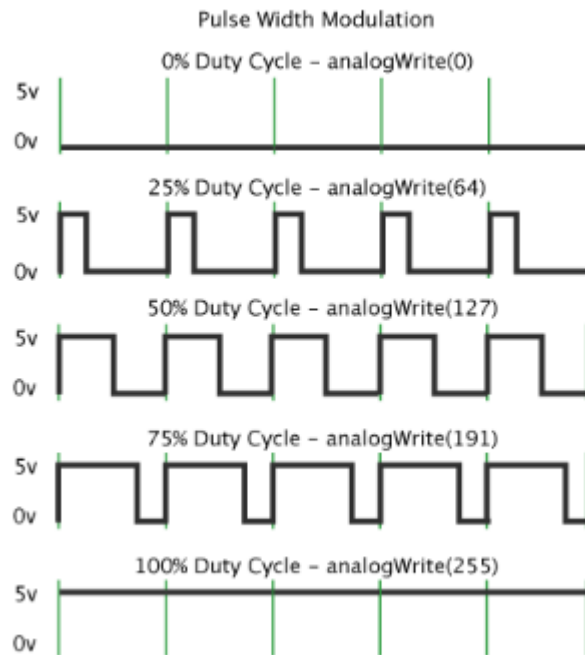 Pulse Width Modulation
0% Duty Cycle – analogWrite(0)
5v
0v
25% Duty Cycle – analogWrite(64)
5v
0v
50% Duty Cycle – analogWrite(127)
5v
0v
75% Duty Cycle – analogWrite(191)
5v
0v
100% Duty Cycle – analogWrite(255)
5v
0v